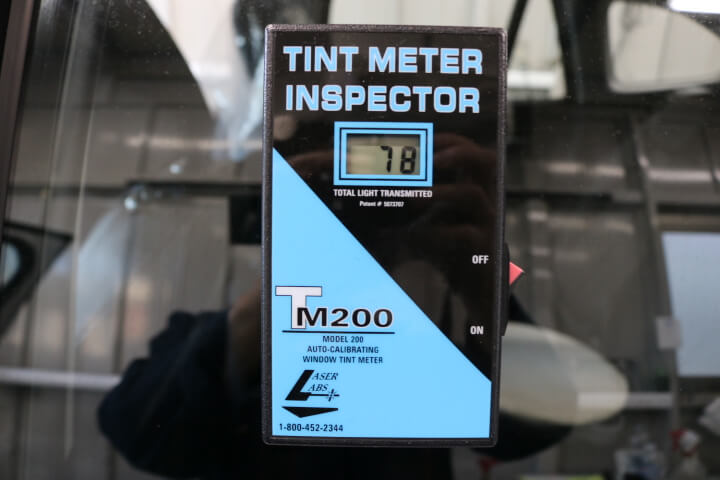 TINT METER
INSPECTOR
78
TOTAL LIGHT TRANSMITTED
Patent # 5073707
OFF
ON
TM200
MODEL 200
AUTO-CALIBRATING
WINDOW TINT METER
LASER
LABS
1-800-452-2344